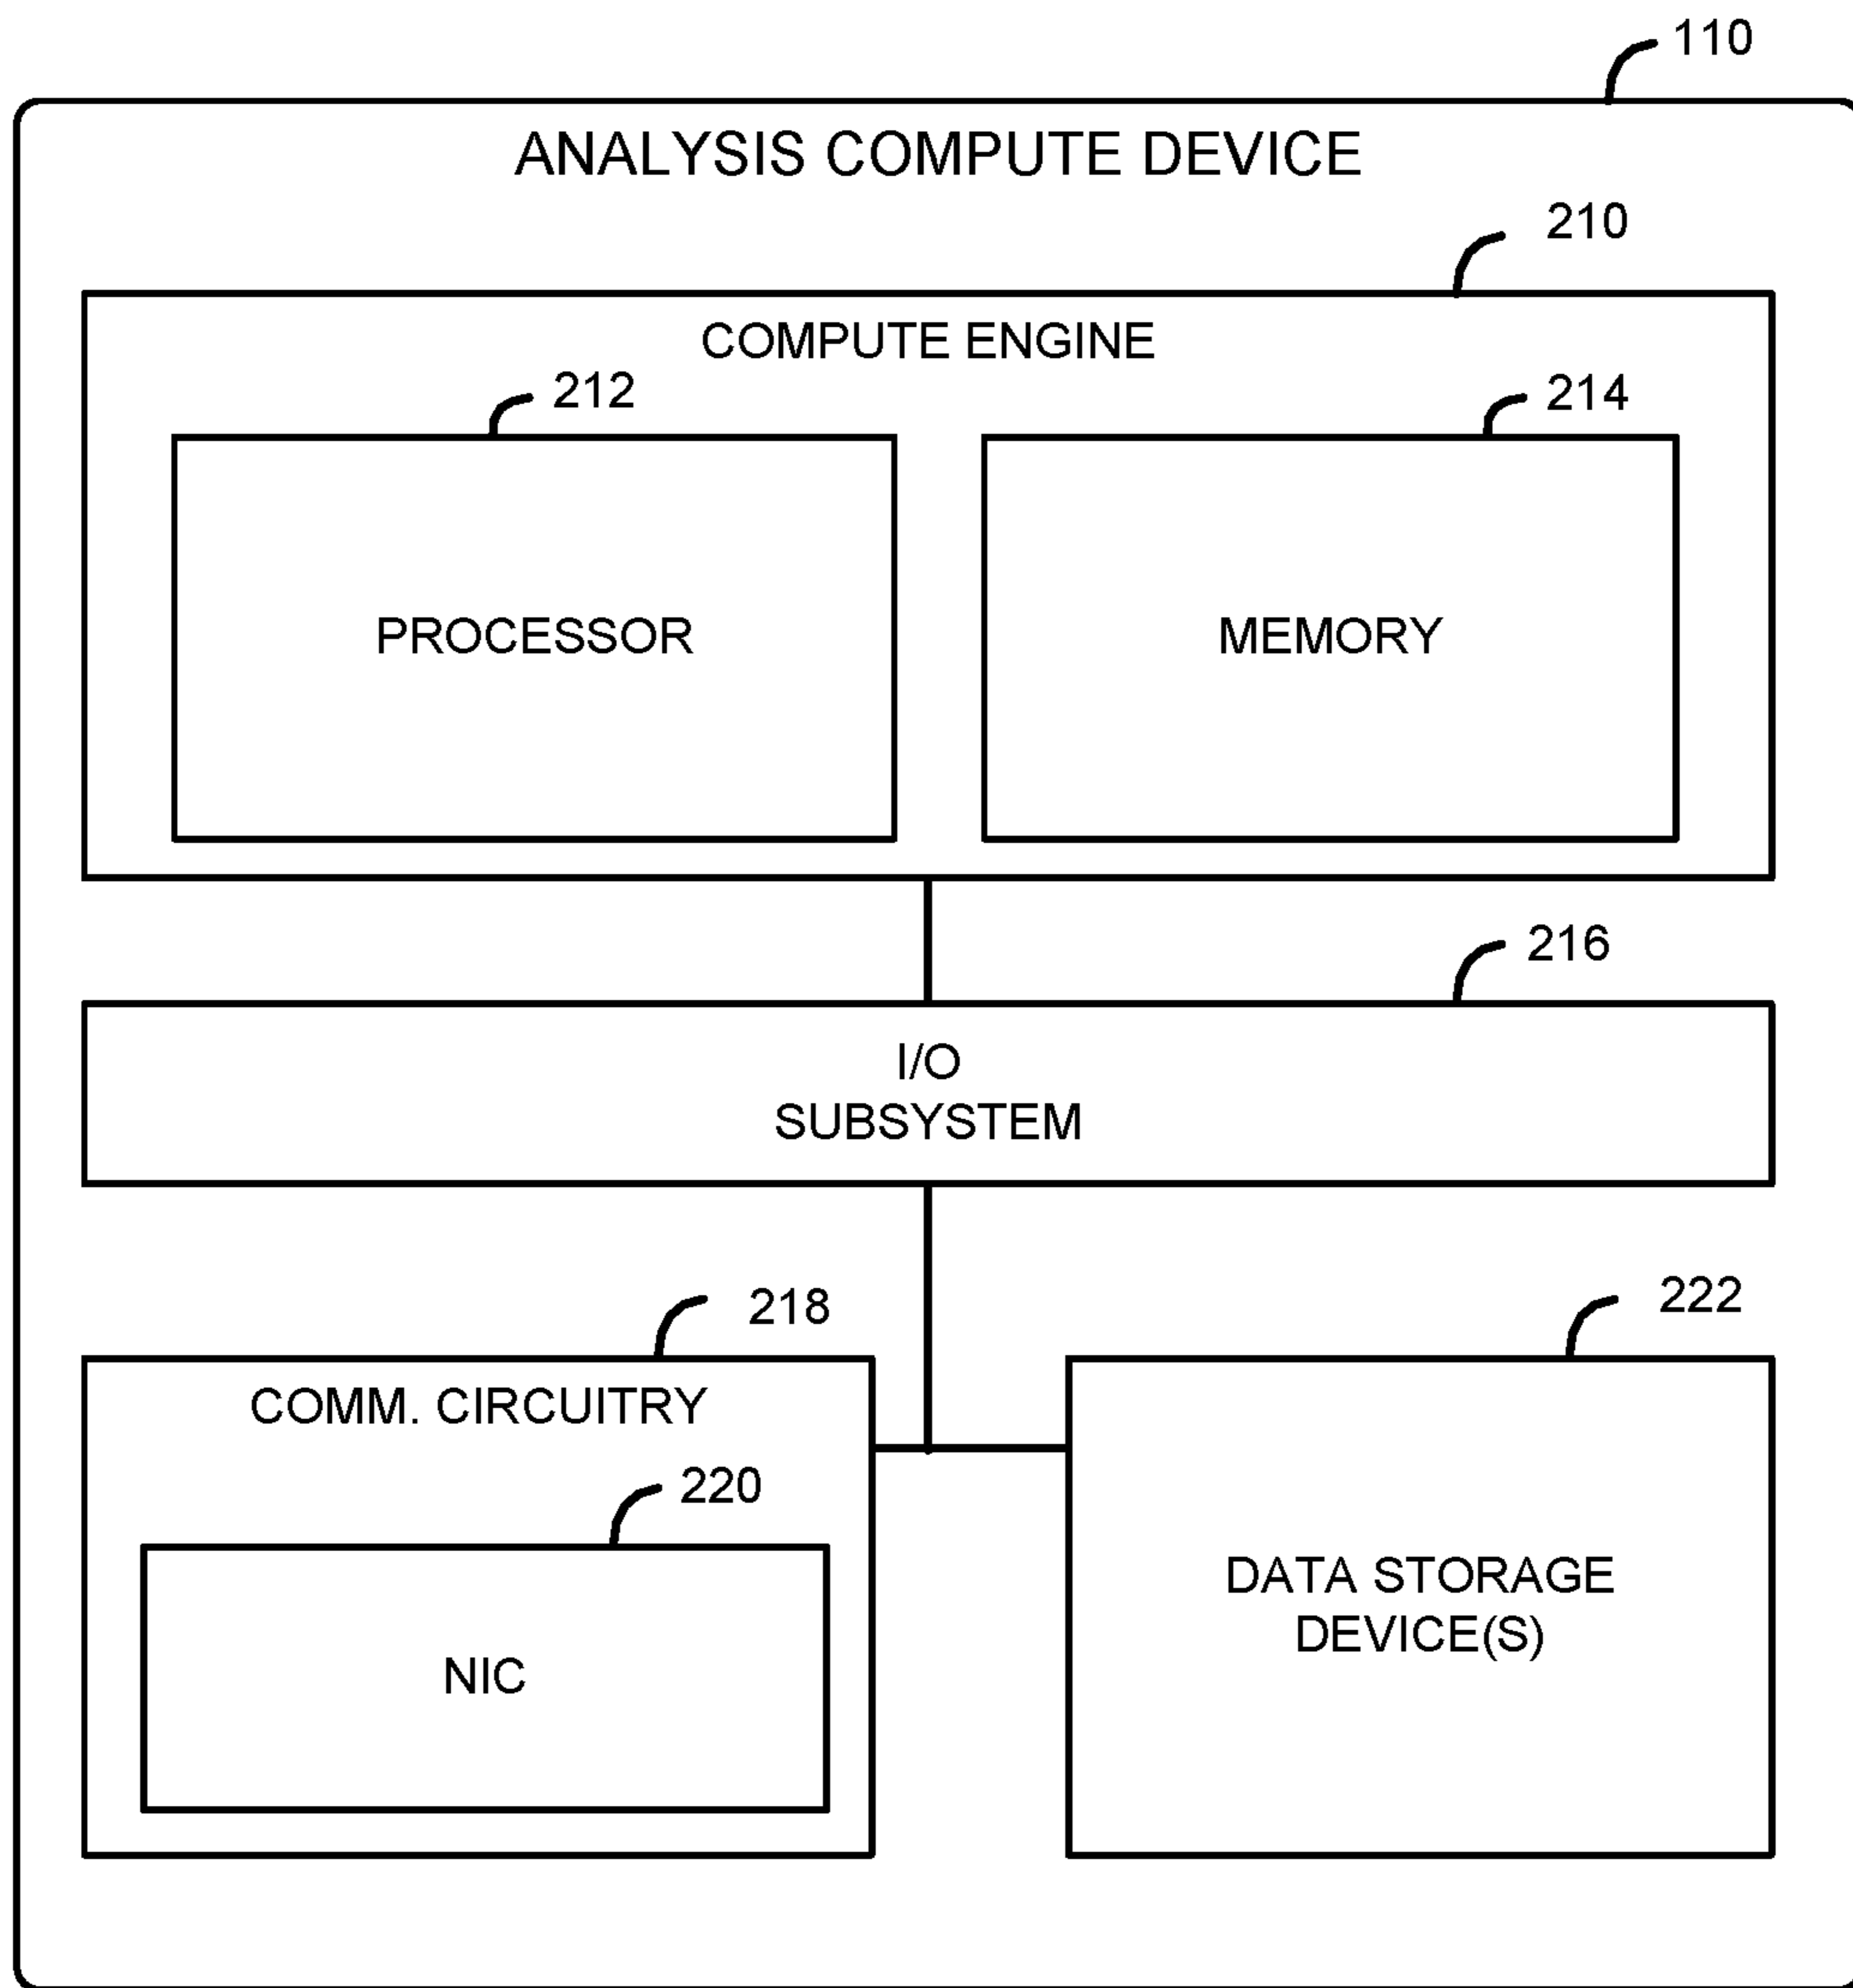 110
ANALYSIS COMPUTE DEVICE
210
COMPUTE ENGINE
212
214
PROCESSOR
MEMORY
216
I/O
SUBSYSTEM
218
222
COMM. CIRCUITRY
220
NIC
DATA STORAGE
DEVICE(S)